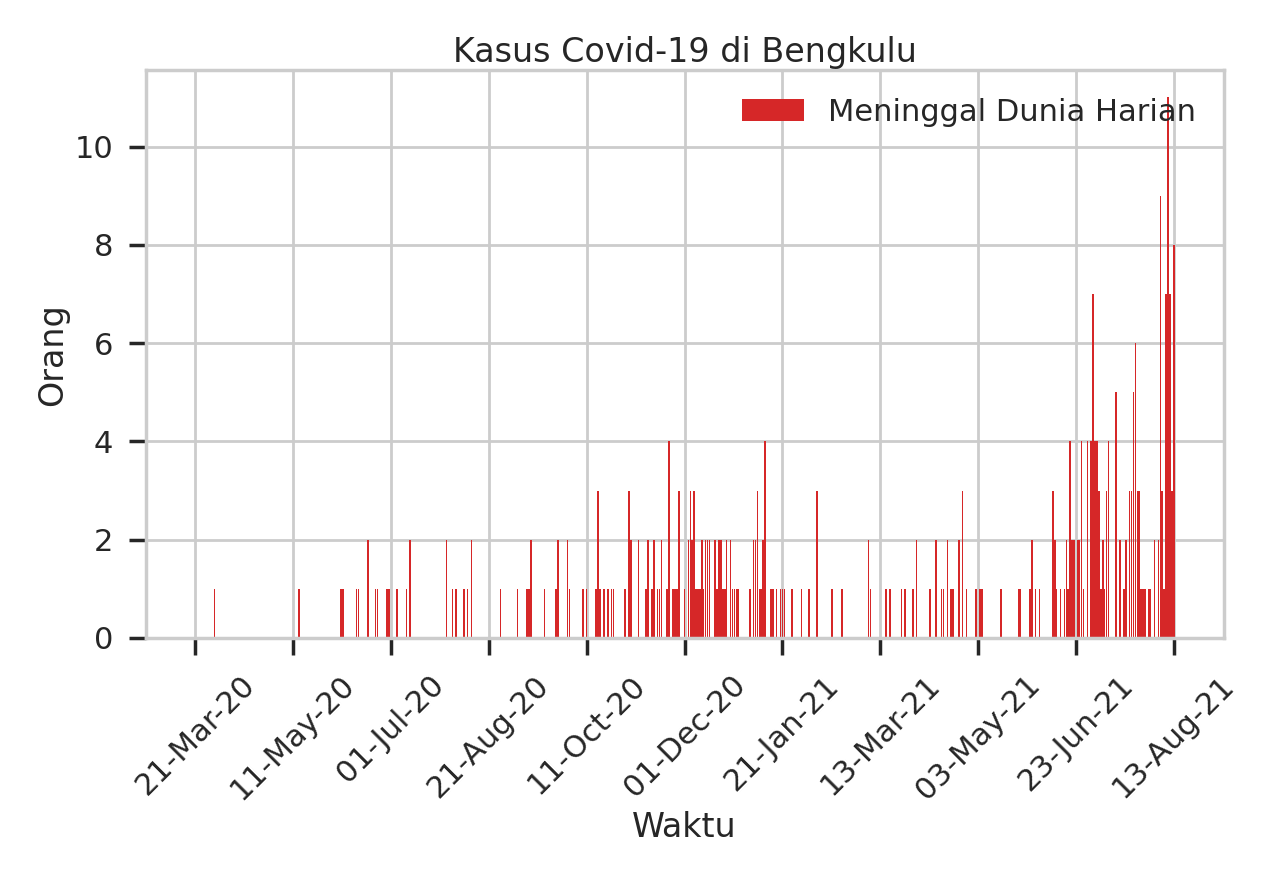 Kasus Covid-19 di Bengkulu
Meninggal Dunia Harian
10
8
6
4
2
0
Orang
21-Mar-20
11-May-20
01-Jul-20
21-Aug-20
11-Oct-20
01-Dec-20
21-Jan-21
13-Mar-21
03-May-21
23-Jun-21
13-Aug-21
Waktu